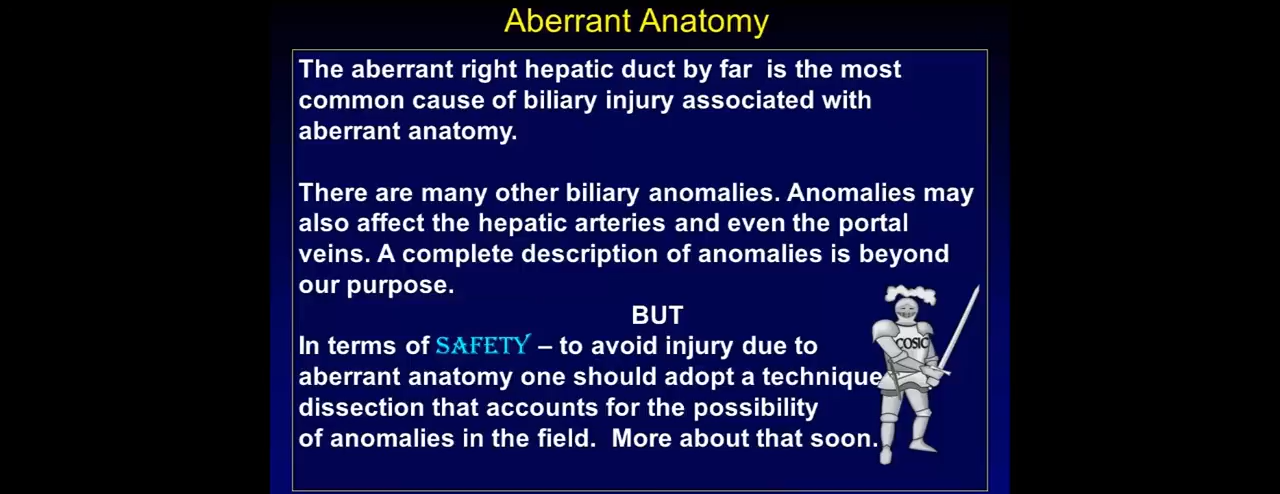 Aberrant Anatomy
The aberrant right hepatic duct by far is the most
common cause of biliary injury associated with
aberrant anatomy.
There are many other biliary anomalies. Anomalies may
also affect the hepatic arteries and even the portal
veins. A complete description of anomalies is beyond
our purpose.
BUT
In terms of SAFETY – to avoid injury due to
aberrant anatomy one should adopt a technique
dissection that accounts for the possibility
of anomalies in the field. More about that soon.
COSIC